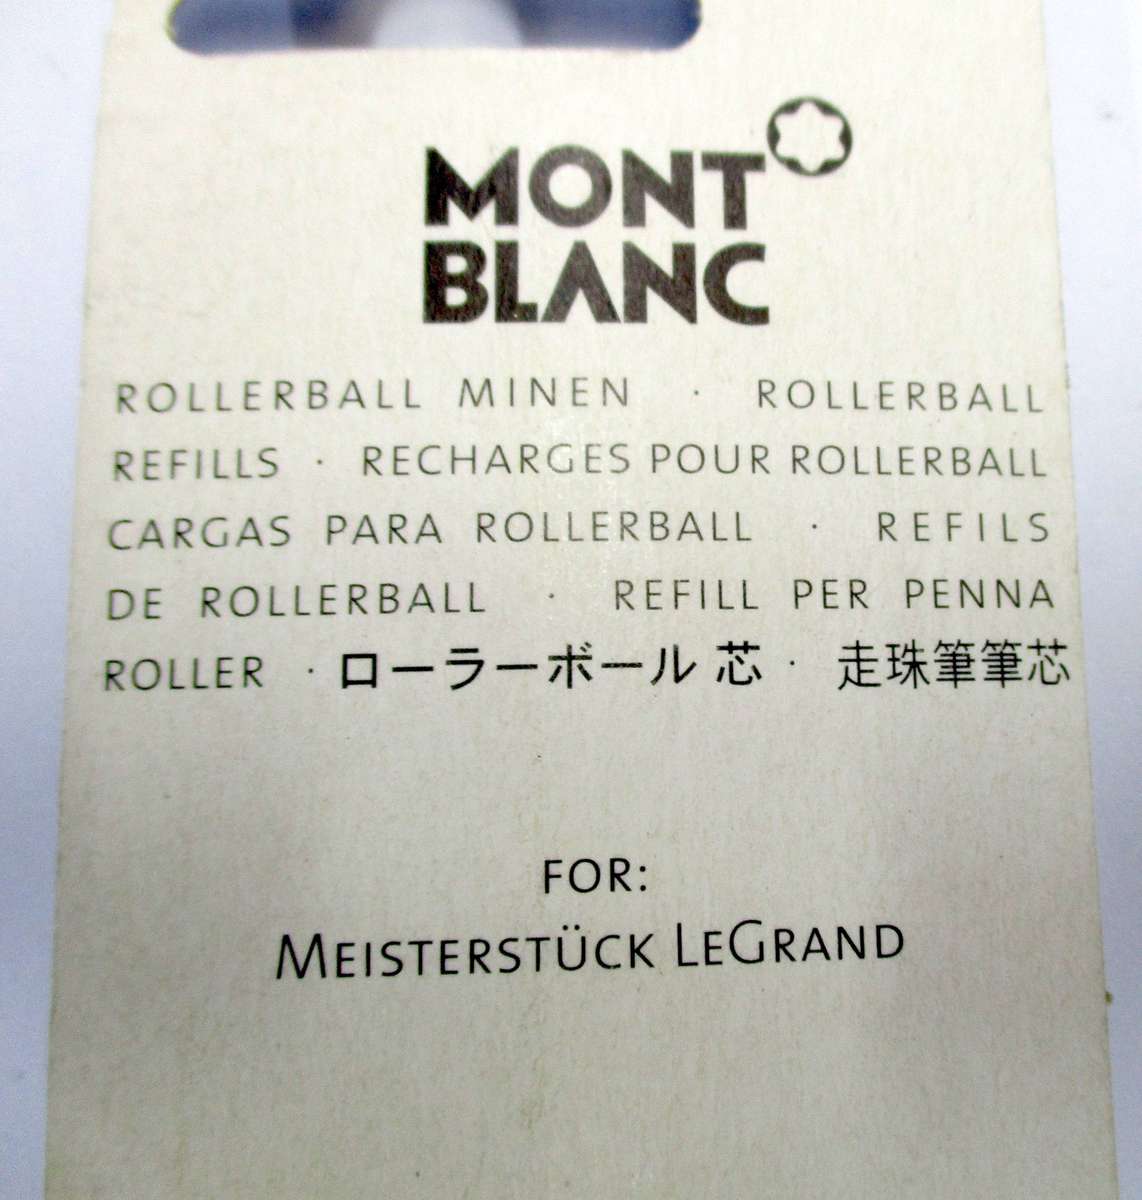 MONT
BLANC
ROLLERBALL MINEN · ROLLERBALL
REFILLS · RECHARGES POUR ROLLERBALL
CARGAS PARA ROLLERBALL · REFILS
DE ROLLERBALL · REFILL PER PENNA
ROLLER · ローラーボール 芯 · 走珠筆筆芯
FOR:
MEISTERSTÜCK LEGRAND